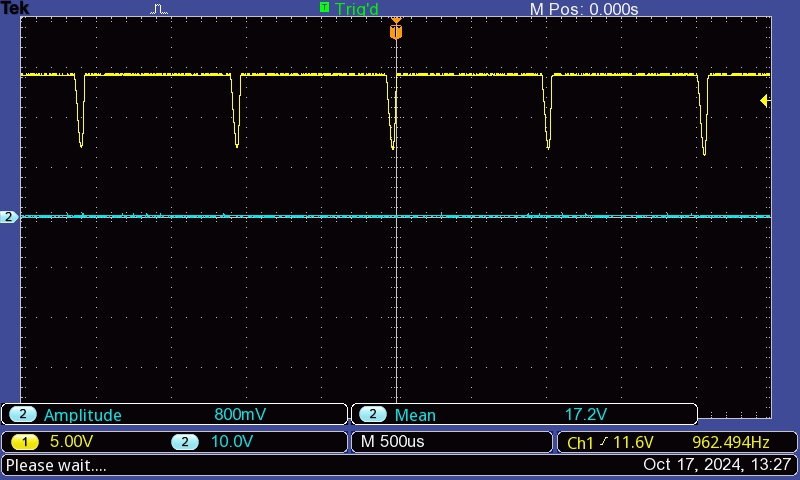 Tek T Trig'd M Pos: 0.000s
T
2
2 Amplitude 800mV 2 Mean 17.2V
1 5.00V 2 10.0V M 500us Ch1 11.6V 962.494Hz
Please wait.... Oct 17, 2024, 13:27